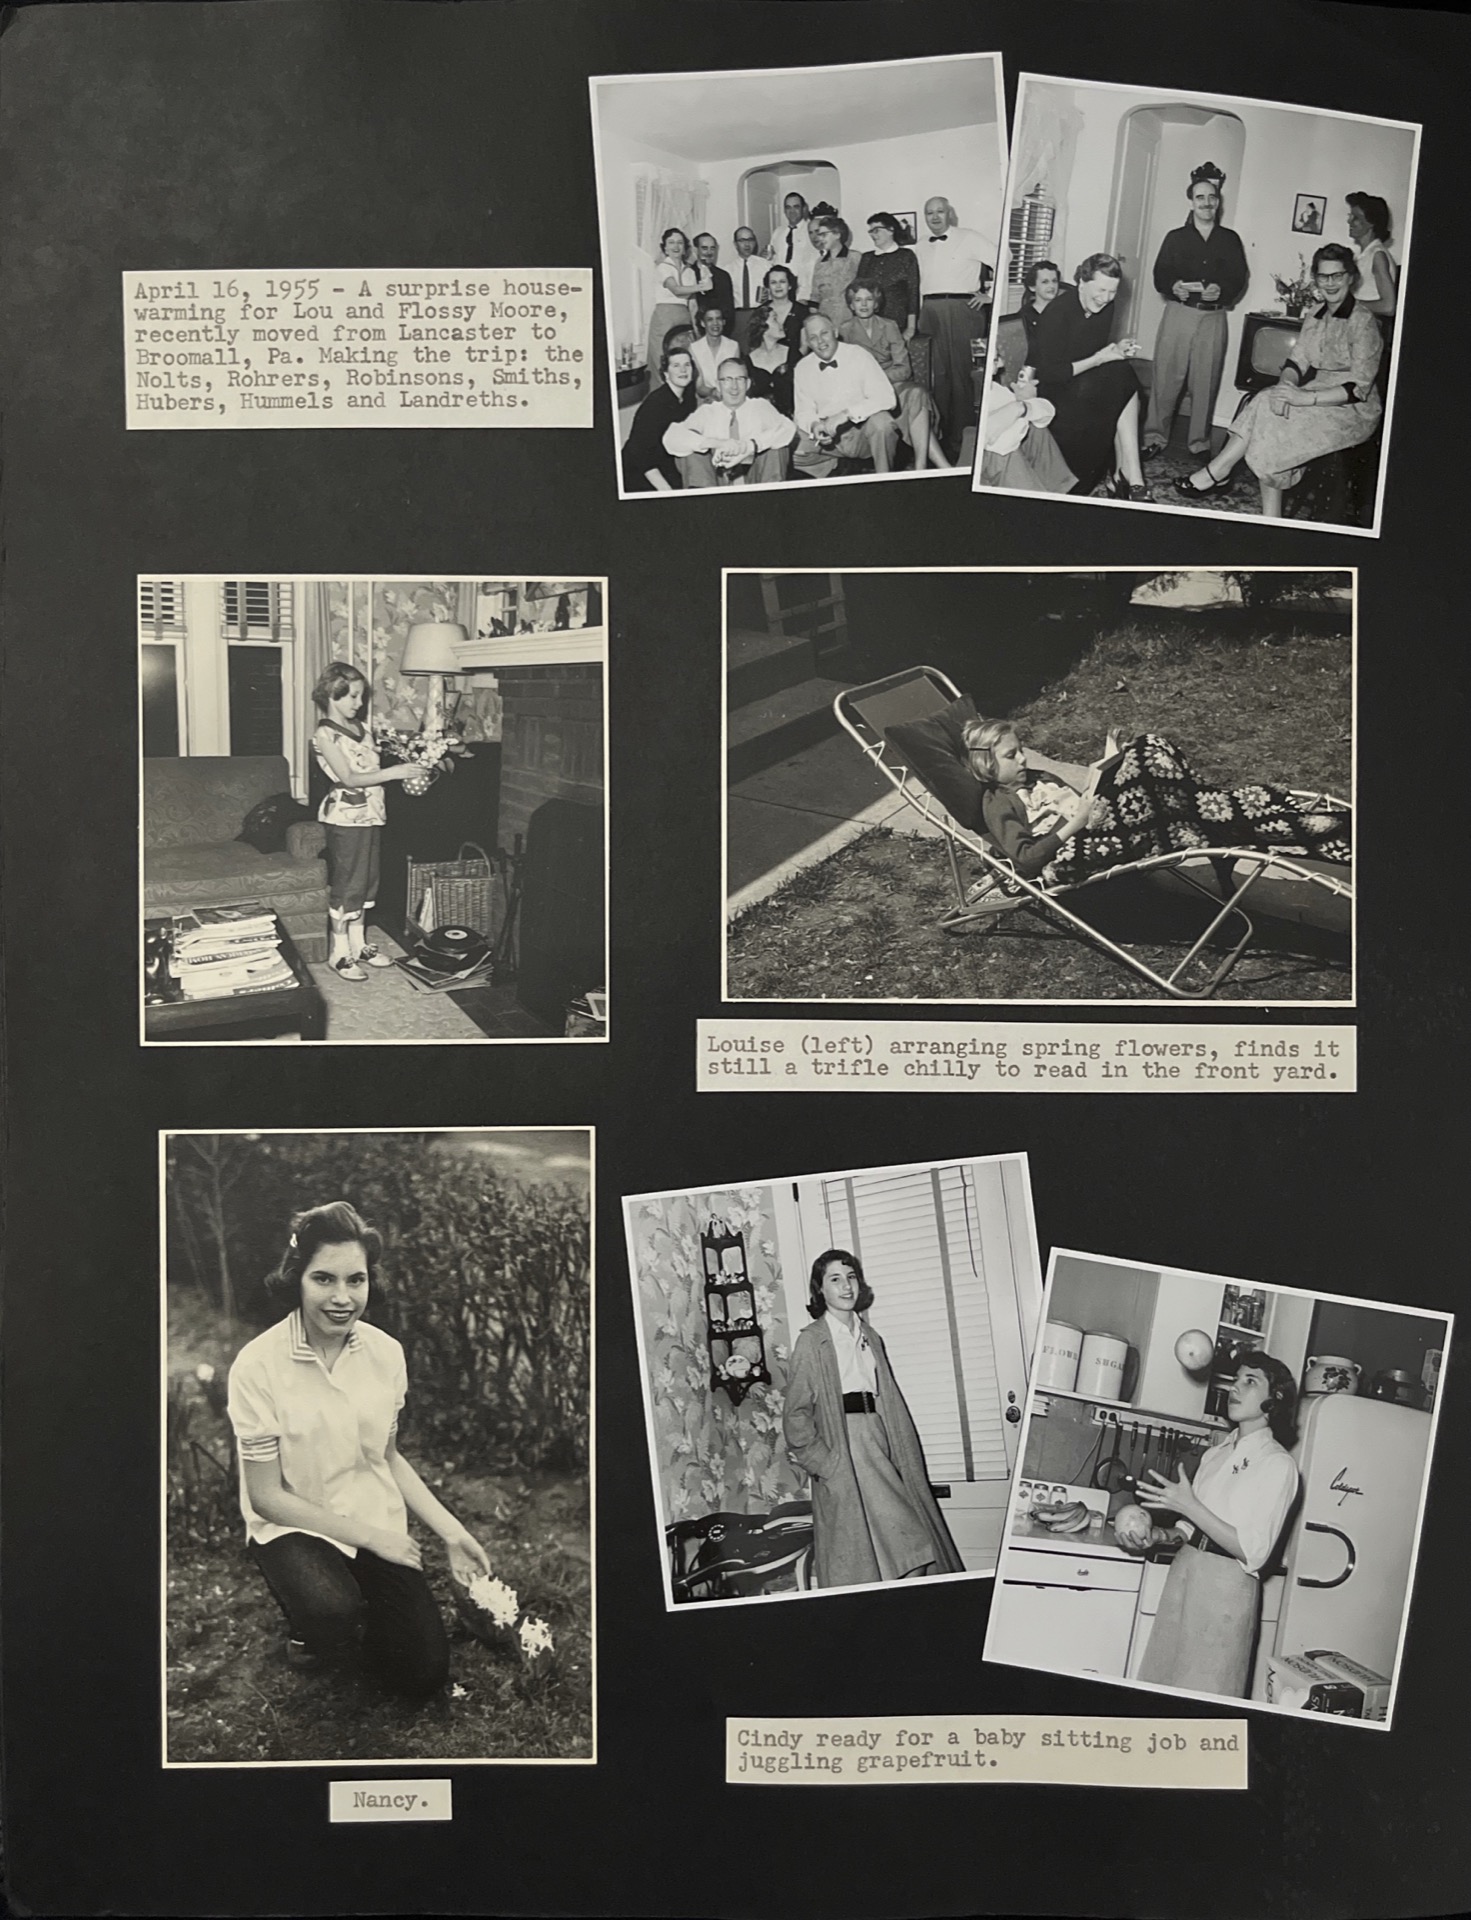 April 16, 1955 - A surprise house-
warming for Lou and Flossy Moore,
recently moved from Lancaster to
Broomall, Pa. Making the trip: the
Nolts, Rohrers, Robinsons, Smiths,
Hubers, Hummels and Landreths.
Louise (left) arranging spring flowers, finds it
still a trifle chilly to read in the front yard.
FLOUR
SUGA
Nancy.
Cindy ready for a baby sitting job and
juggling grapefruit.